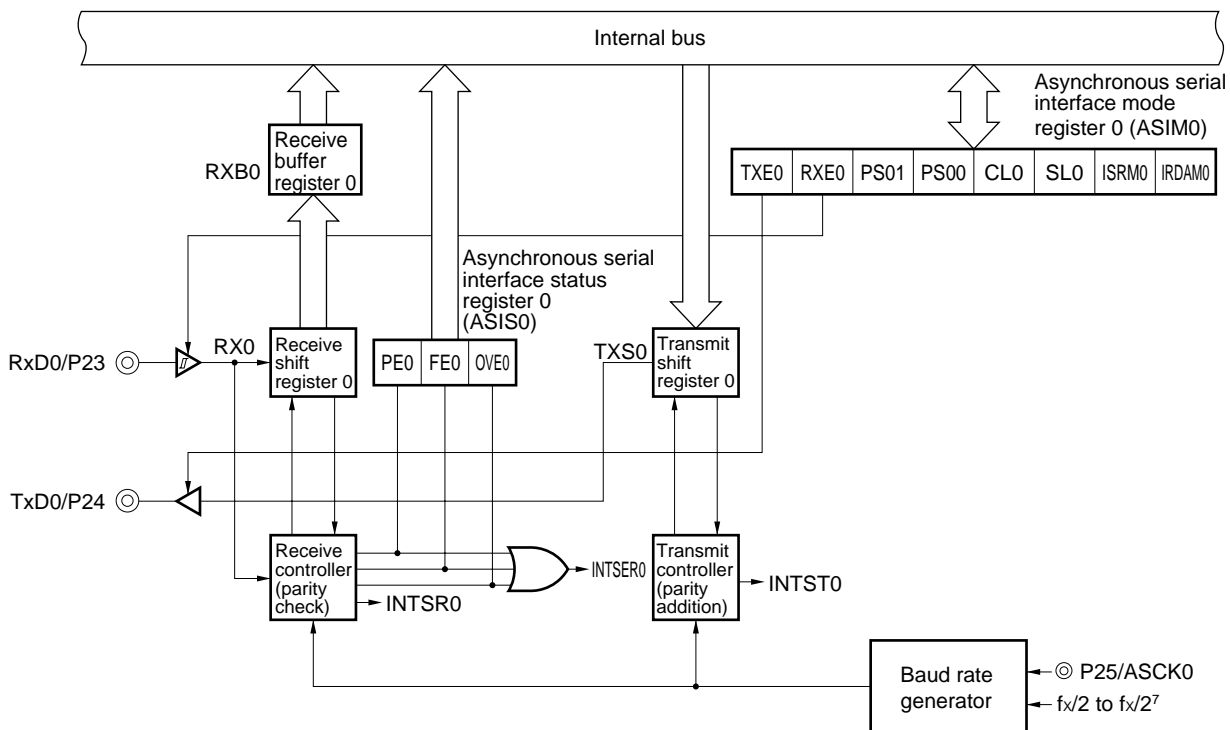 Internal bus
Asynchronous serial
interface mode
register 0 (ASIM0)
RXB0
Receive
buffer
register 0
TXE0 RXE0 PS01 PS00 CL0 SL0 ISRM0 IRDAM0
Asynchronous serial
interface status
register 0
(ASIS0)
RxD0/P23
RX0
Receive
shift
register 0
PE0 FE0 OVE0
TXS0
Transmit
shift
register 0
TxD0/P24
Receive
controller
(parity
check)
INTSER0
INTSR0
Transmit
controller
(parity
addition)
INTST0
Baud rate
generator
P25/ASCK0
fX/2 to fX/2⁷